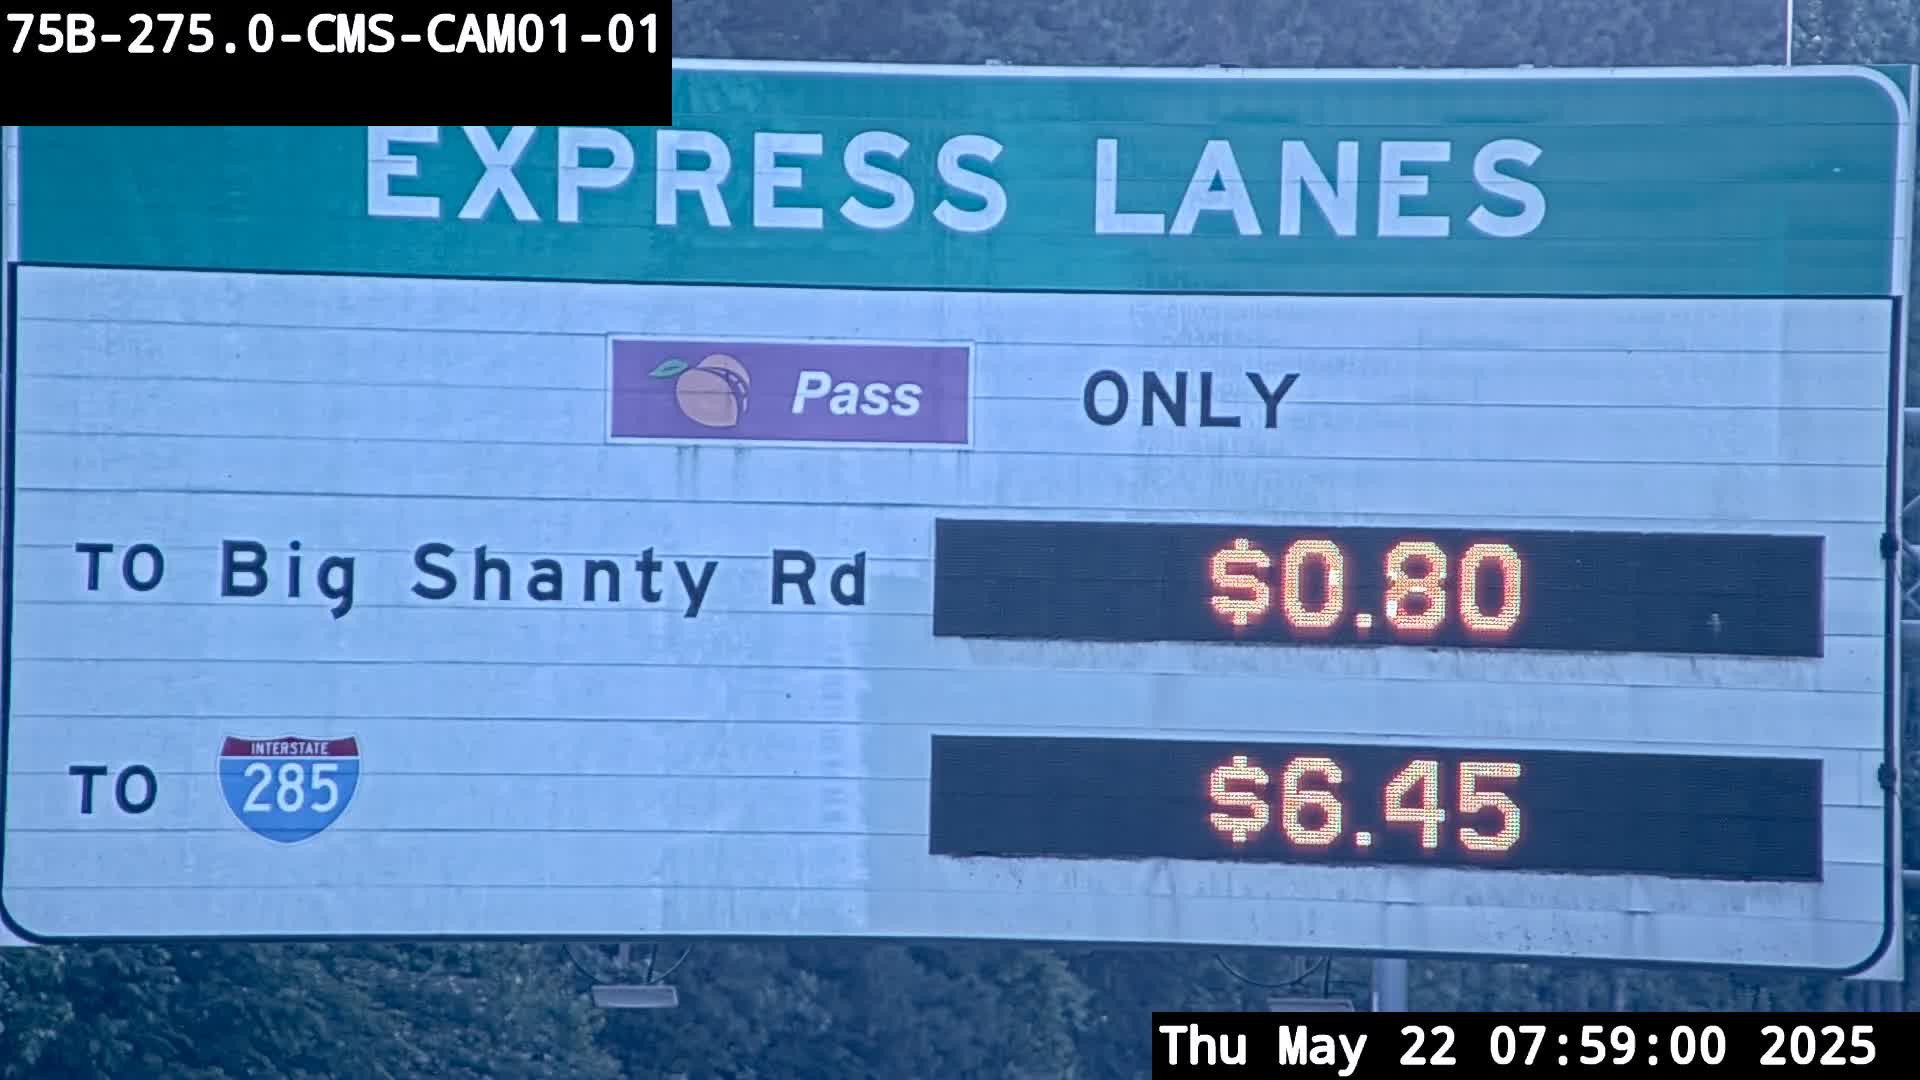 75B-275.0-CMS-CAM01-01
EXPRESS LANES
Pass ONLY
TO Big Shanty Rd $0.80
INTERSTATE
TO 285 $6.45
Thu May 22 07:59:00 2025